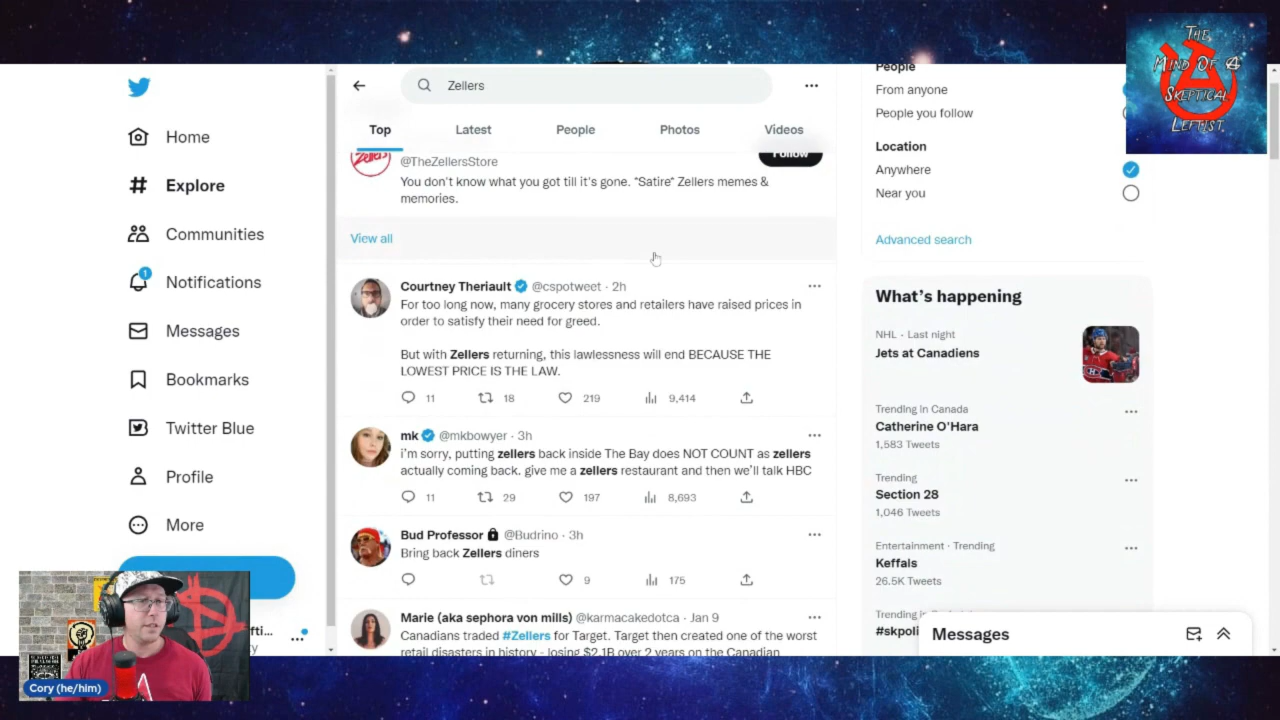 THE
MIND OF A
SKEPTICAL
LEFTIST
Zellers
Top
Latest
People
Photos
Videos
Home
Explore
Communities
1
Notifications
Messages
Bookmarks
Twitter Blue
Profile
More
Zellers
@TheZellersStore
Follow
You don't know what you got till it's gone. *Satire* Zellers memes &
memories.
View all
Courtney Theriault @cspotweet · 2h
For too long now, many grocery stores and retailers have raised prices in
order to satisfy their need for greed.
But with Zellers returning, this lawlessness will end BECAUSE THE
LOWEST PRICE IS THE LAW.
11 18 219 9,414
mk @mkbowyer · 3h
i'm sorry, putting zellers back inside The Bay does NOT COUNT as zellers
actually coming back. give me a zellers restaurant and then we'll talk HBC
11 29 197 8,693
Bud Professor @Budrino · 3h
Bring back Zellers diners
9 175
Marie (aka sephora von mills) @karmacakedotca · Jan 9
Canadians traded #Zellers for Target. Target then created one of the worst
retail disasters in history - losing $2.1B over 2 years on the Canadian
People
From anyone
People you follow
Location
Anywhere
Near you
Advanced search
What's happening
NHL · Last night
Jets at Canadiens
Trending in Canada
Catherine O'Hara
1,583 Tweets
Trending
Section 28
1,046 Tweets
Entertainment · Trending
Keffals
26.5K Tweets
Trending i
#skpoli
Messages
Cory (he/him)